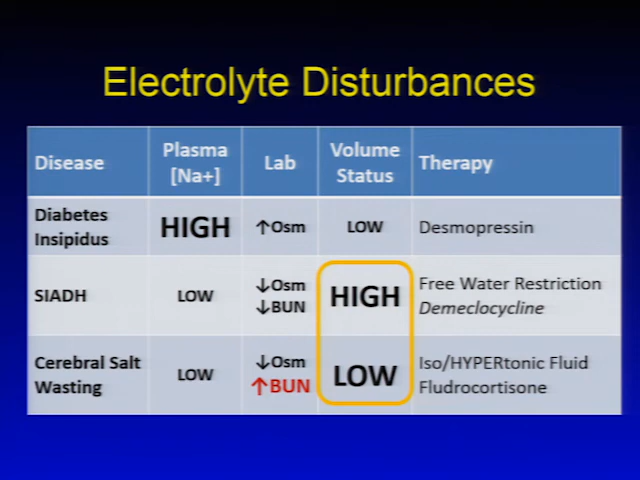 Electrolyte Disturbances
Disease
Plasma
[Na+]
Lab
Volume
Status
Therapy
Diabetes
Insipidus
HIGH
↑Osm
LOW
Desmopressin
SIADH
LOW
↓Osm
↓BUN
HIGH
Free Water Restriction
Demeclocycline
Cerebral Salt
Wasting
LOW
↓Osm
↑BUN
LOW
Iso/HYPERtonic Fluid
Fludrocortisone